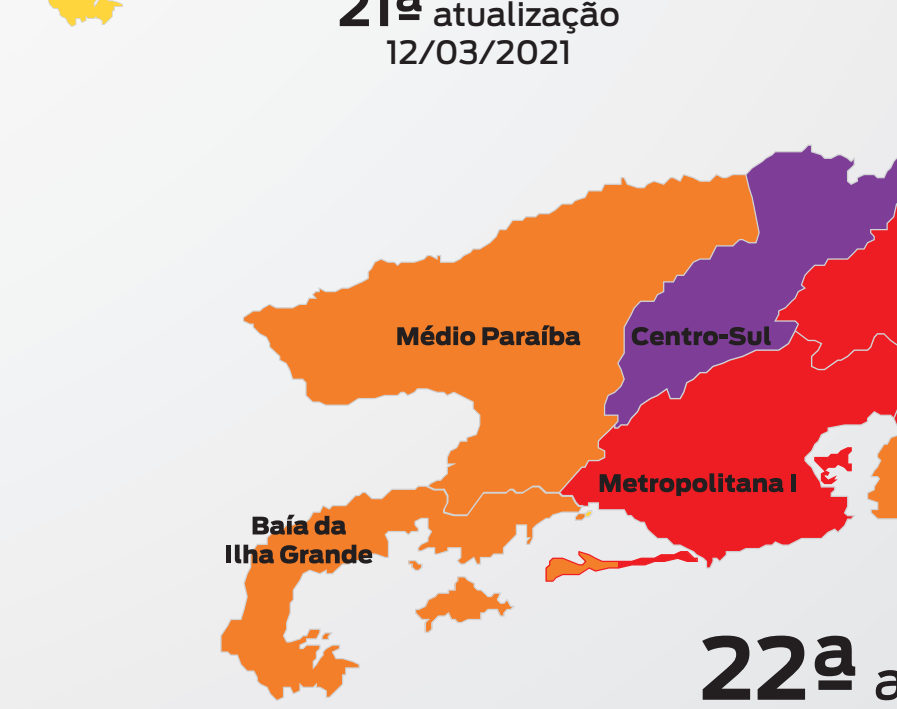 21ª atualização
12/03/2021
Médio Paraíba
Centro-Sul
Metropolitana I
Baía da
Ilha Grande
22ª a